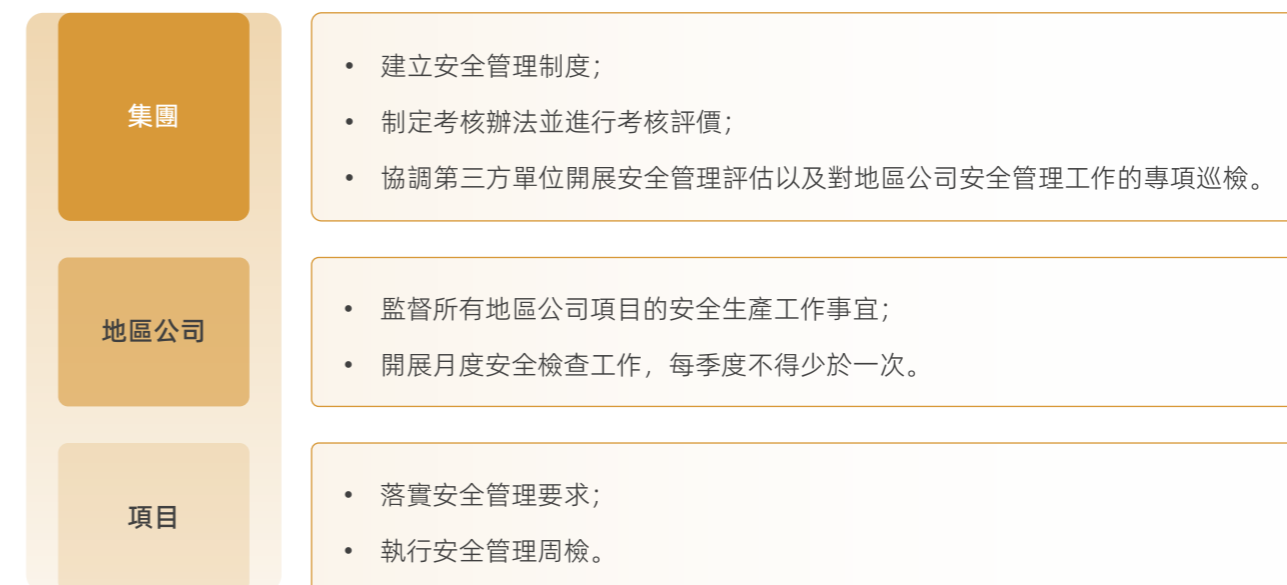 集團
• 建立安全管理制度；
• 制定考核辦法並進行考核評價；
• 協調第三方單位開展安全管理評估以及對地區公司安全管理工作的專項巡檢。
地區公司
• 監督所有地區公司項目的安全生產工作事宜；
• 開展月度安全檢查工作，每季度不得少於一次。
項目
• 落實安全管理要求；
• 執行安全管理周檢。